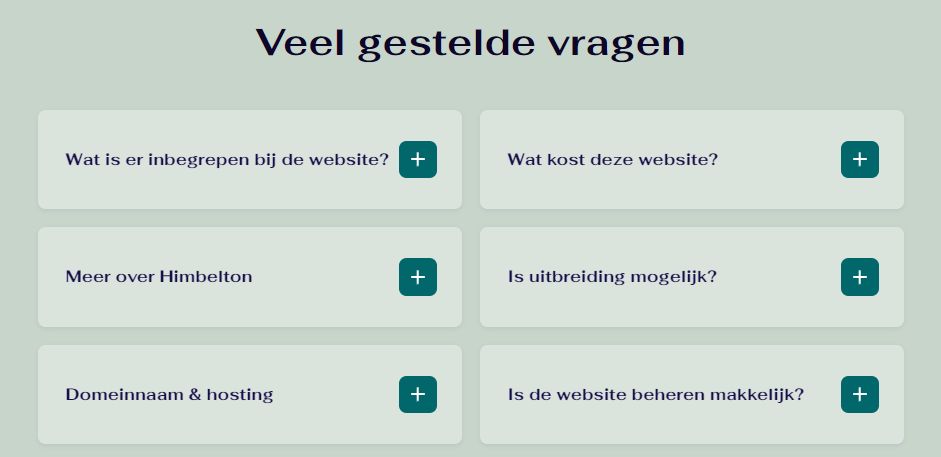 Veel gestelde vragen
Wat is er inbegrepen bij de website?
Wat kost deze website?
Meer over Himbelton
Is uitbreiding mogelijk?
Domeinnaam & hosting
Is de website beheren makkelijk?